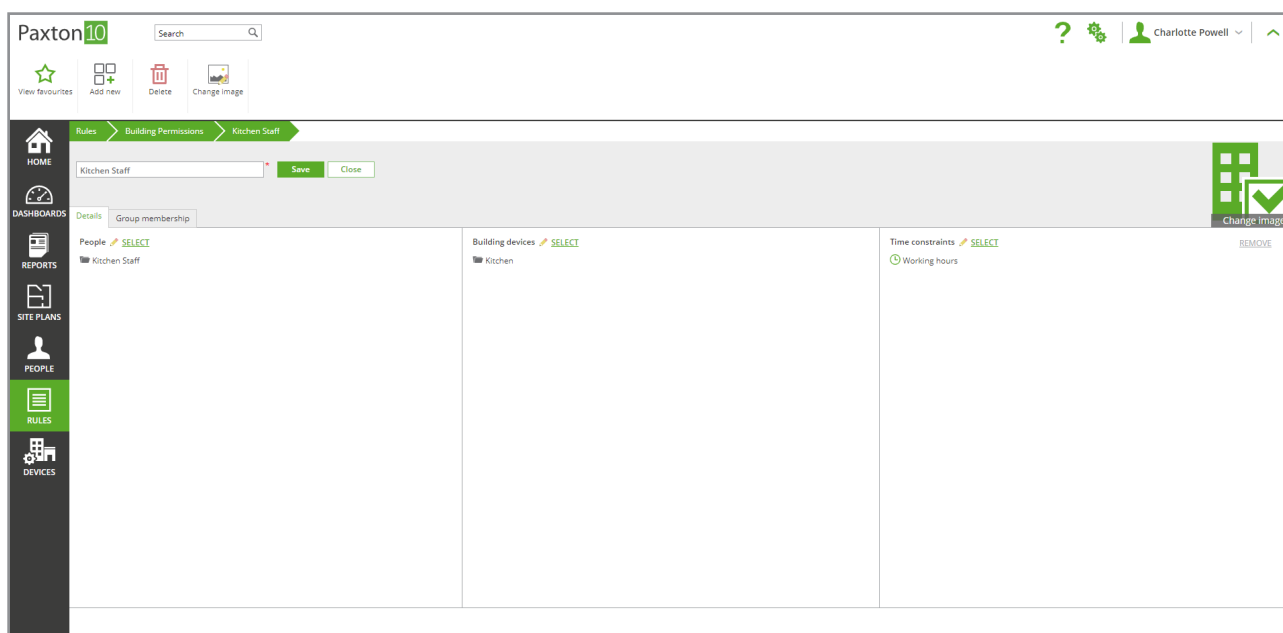 Paxton10
Search
?
Charlotte Powell
View favourites
Add new
Delete
Change image
Rules
Building Permissions
Kitchen Staff
HOME
Kitchen Staff
*
Save
Close
DASHBOARDS
Details
Group membership
Change image
People SELECT
Building devices SELECT
Time constraints SELECT
REMOVE
Kitchen Staff
Kitchen
Working hours
REPORTS
SITE PLANS
PEOPLE
RULES
DEVICES